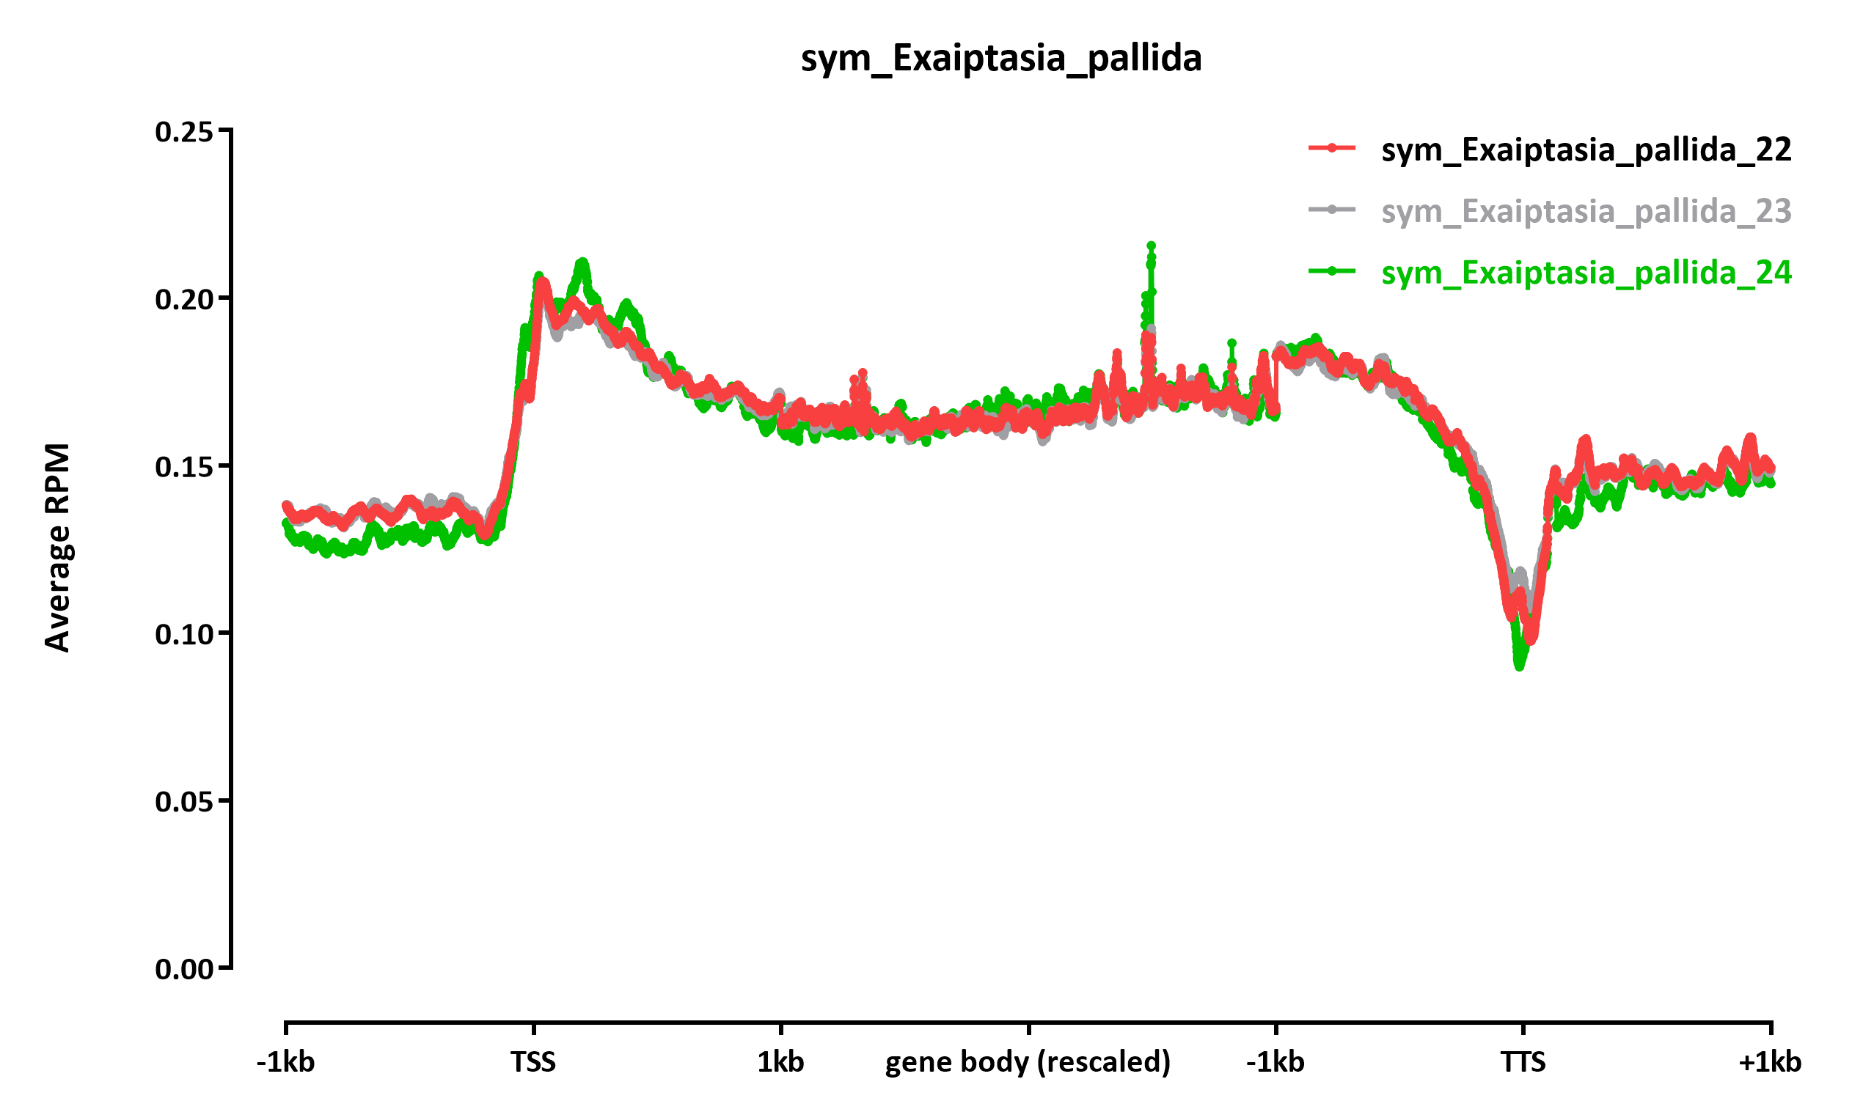 sym_Exaiptasia_pallida
sym_Exaiptasia_pallida_22
sym_Exaiptasia_pallida_23
sym_Exaiptasia_pallida_24
Average RPM
0.25
0.20
0.15
0.10
0.05
0.00
-1kb TSS 1kb gene body (rescaled) -1kb TTS +1kb